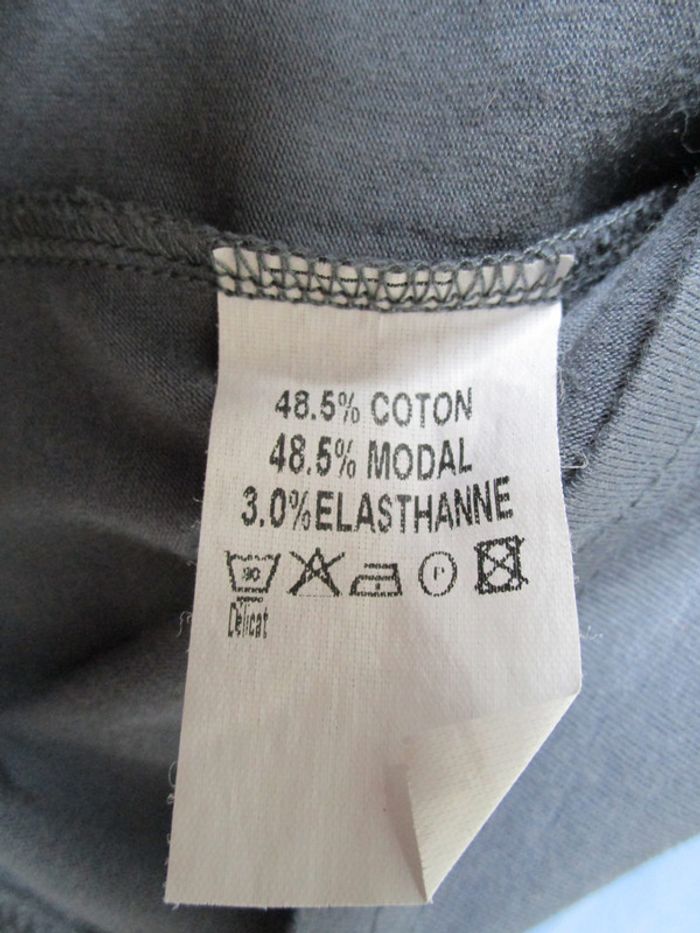 48.5% COTON
48.5% MODAL
3.0%ELASTHANNE
P
Délicat